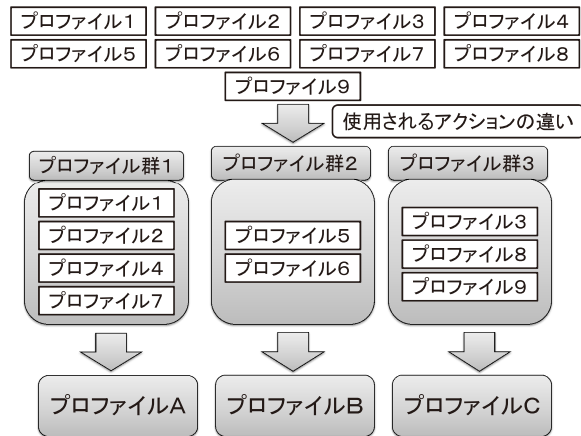 プロファイル1 プロファイル2 プロファイル3 プロファイル4
プロファイル5 プロファイル6 プロファイル7 プロファイル8
プロファイル9
使用されるアクションの違い
プロファイル群1
プロファイル1
プロファイル2
プロファイル4
プロファイル7
プロファイル群2
プロファイル5
プロファイル6
プロファイル群3
プロファイル3
プロファイル8
プロファイル9
プロファイルA プロファイルB プロファイルC